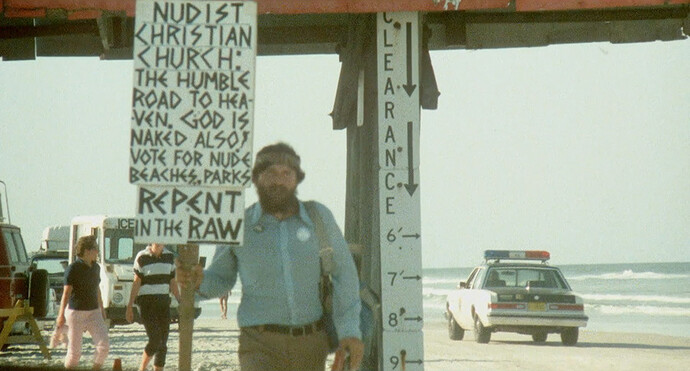 NUDIST
CHRISTIAN
CHURCH:
THE HUMBLE
ROAD TO HEA-
VEN. GOD IS
NAKED ALSO!
VOTE FOR NUDE
BEACHES, PARKS
REPENT
IN THE RAW
CLEARANCE
6'
7'
8'
9'
ICE